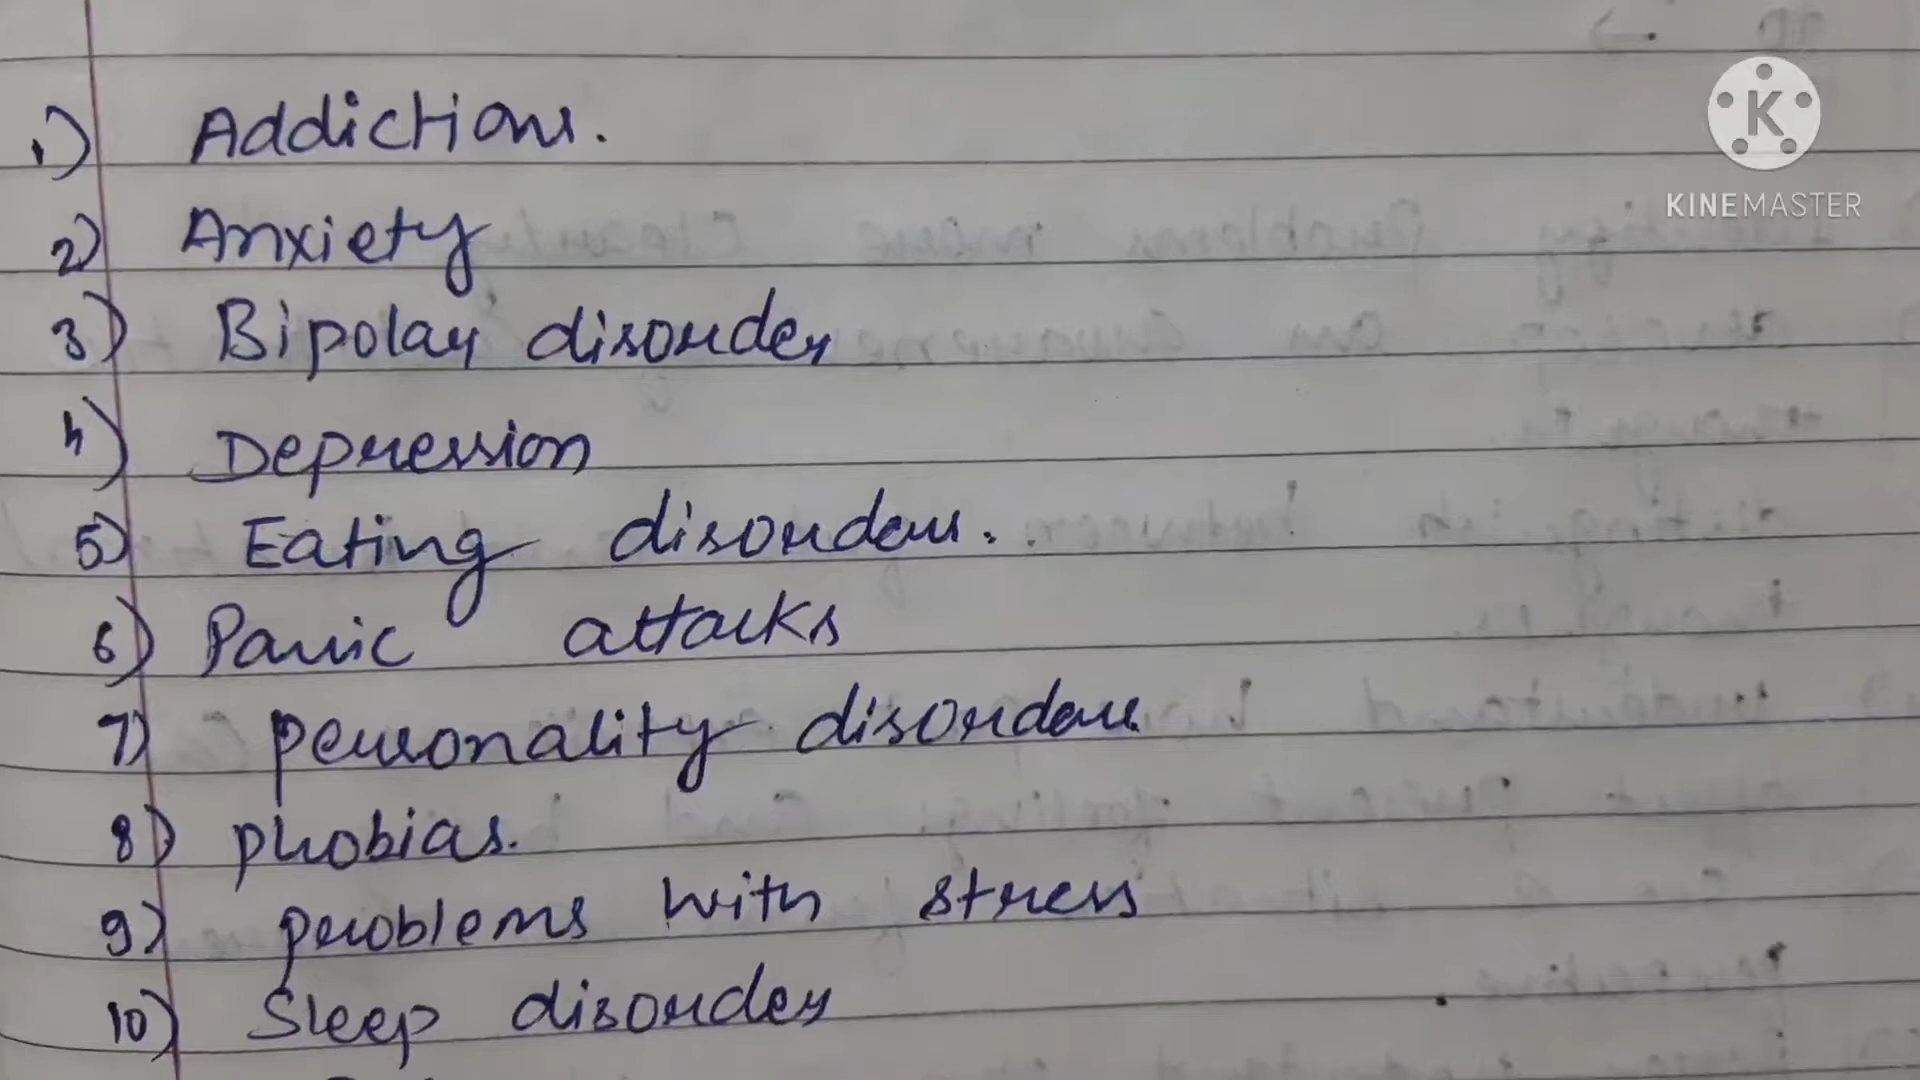 1) Addictions.
2) Anxiety
3) Bipolar disorder
4) Depression
5) Eating disorders.
6) Panic attacks
7) personality disorders
8) phobias.
9) problems with stress
10) Sleep disorder
K
KINEMASTER